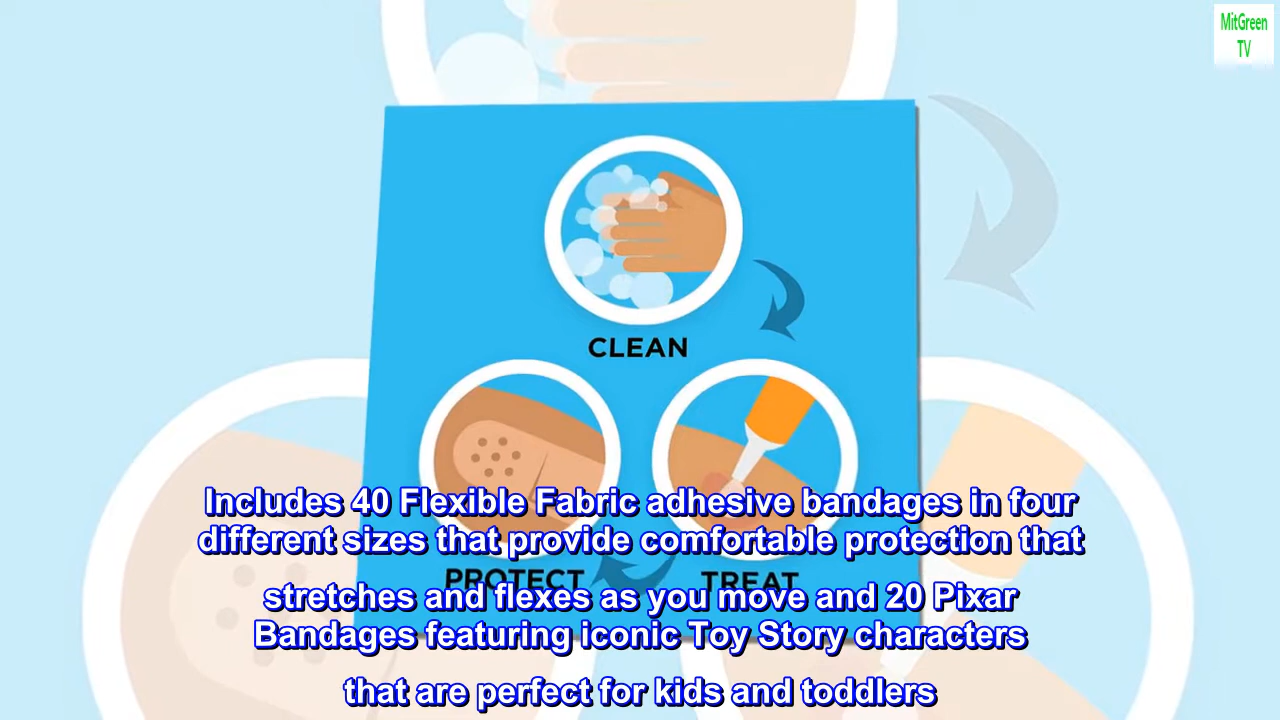 MitGreen
TV
CLEAN
PROTECT
TREAT
Includes 40 Flexible Fabric adhesive bandages in four
different sizes that provide comfortable protection that
stretches and flexes as you move and 20 Pixar
Bandages featuring iconic Toy Story characters
that are perfect for kids and toddlers